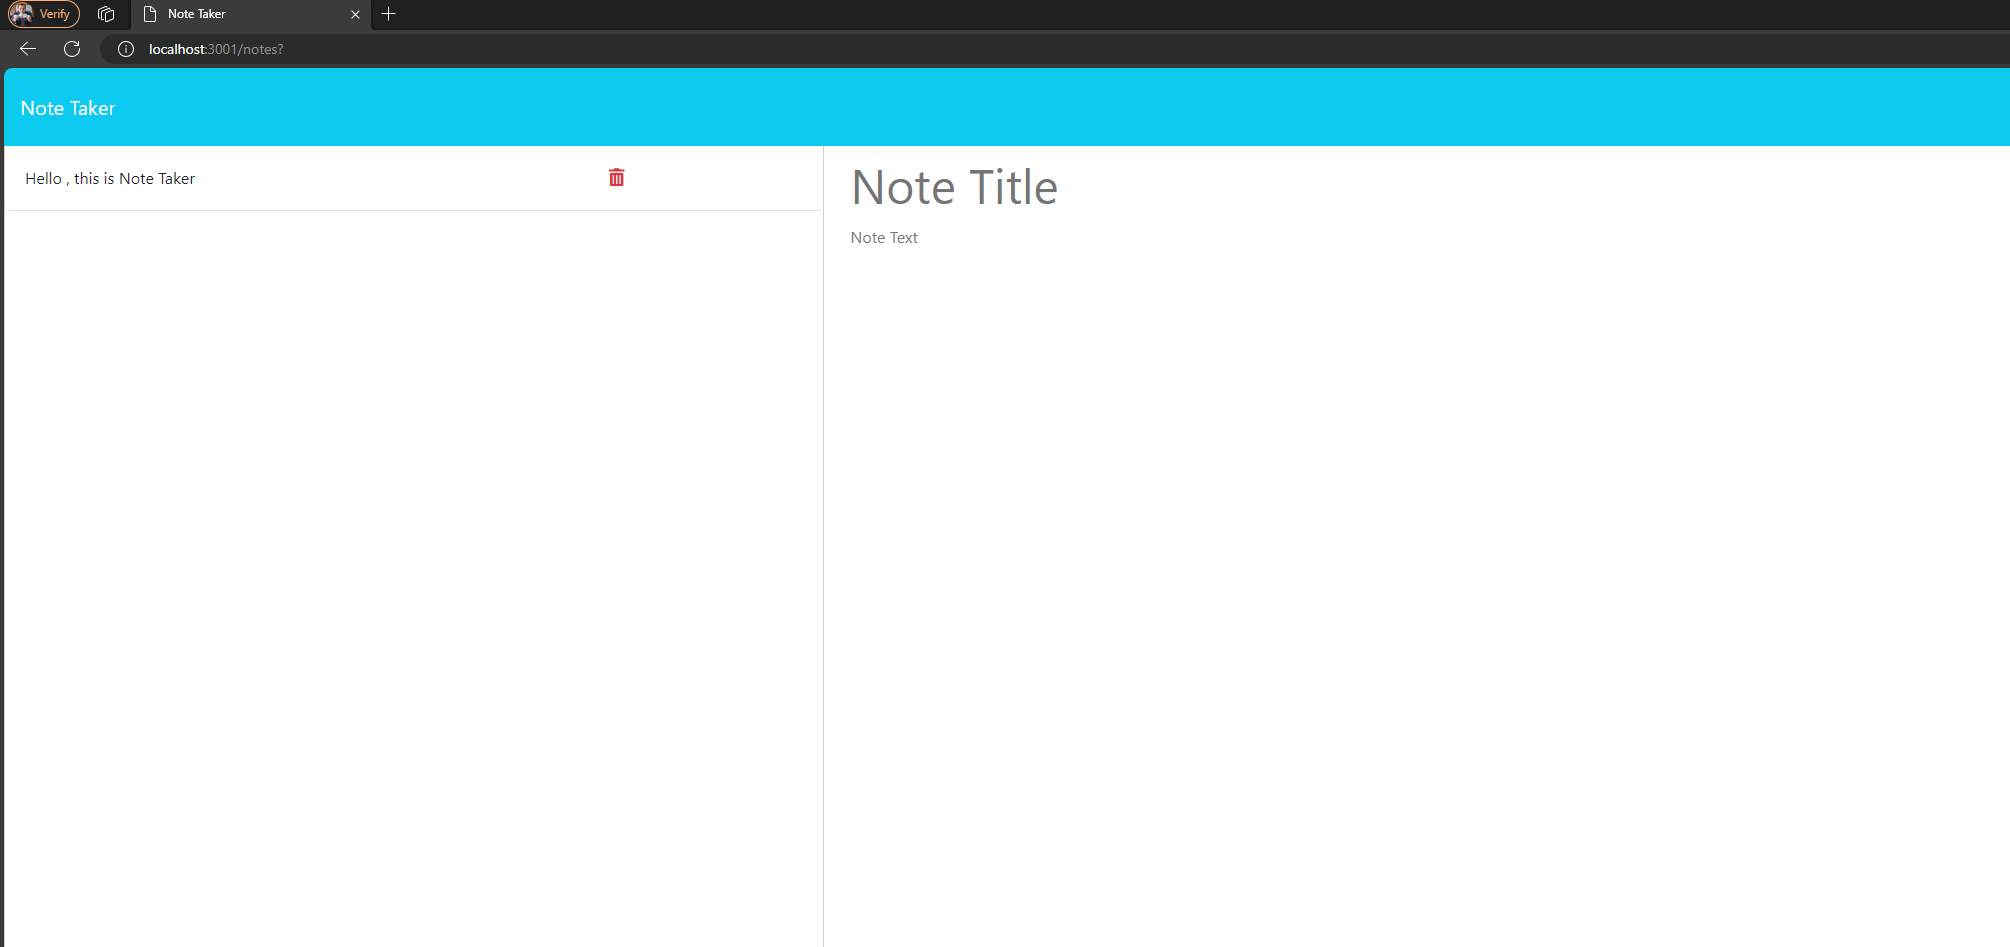 Verify
Note Taker
localhost:3001/notes?
Note Taker
Hello , this is Note Taker
Note Title
Note Text